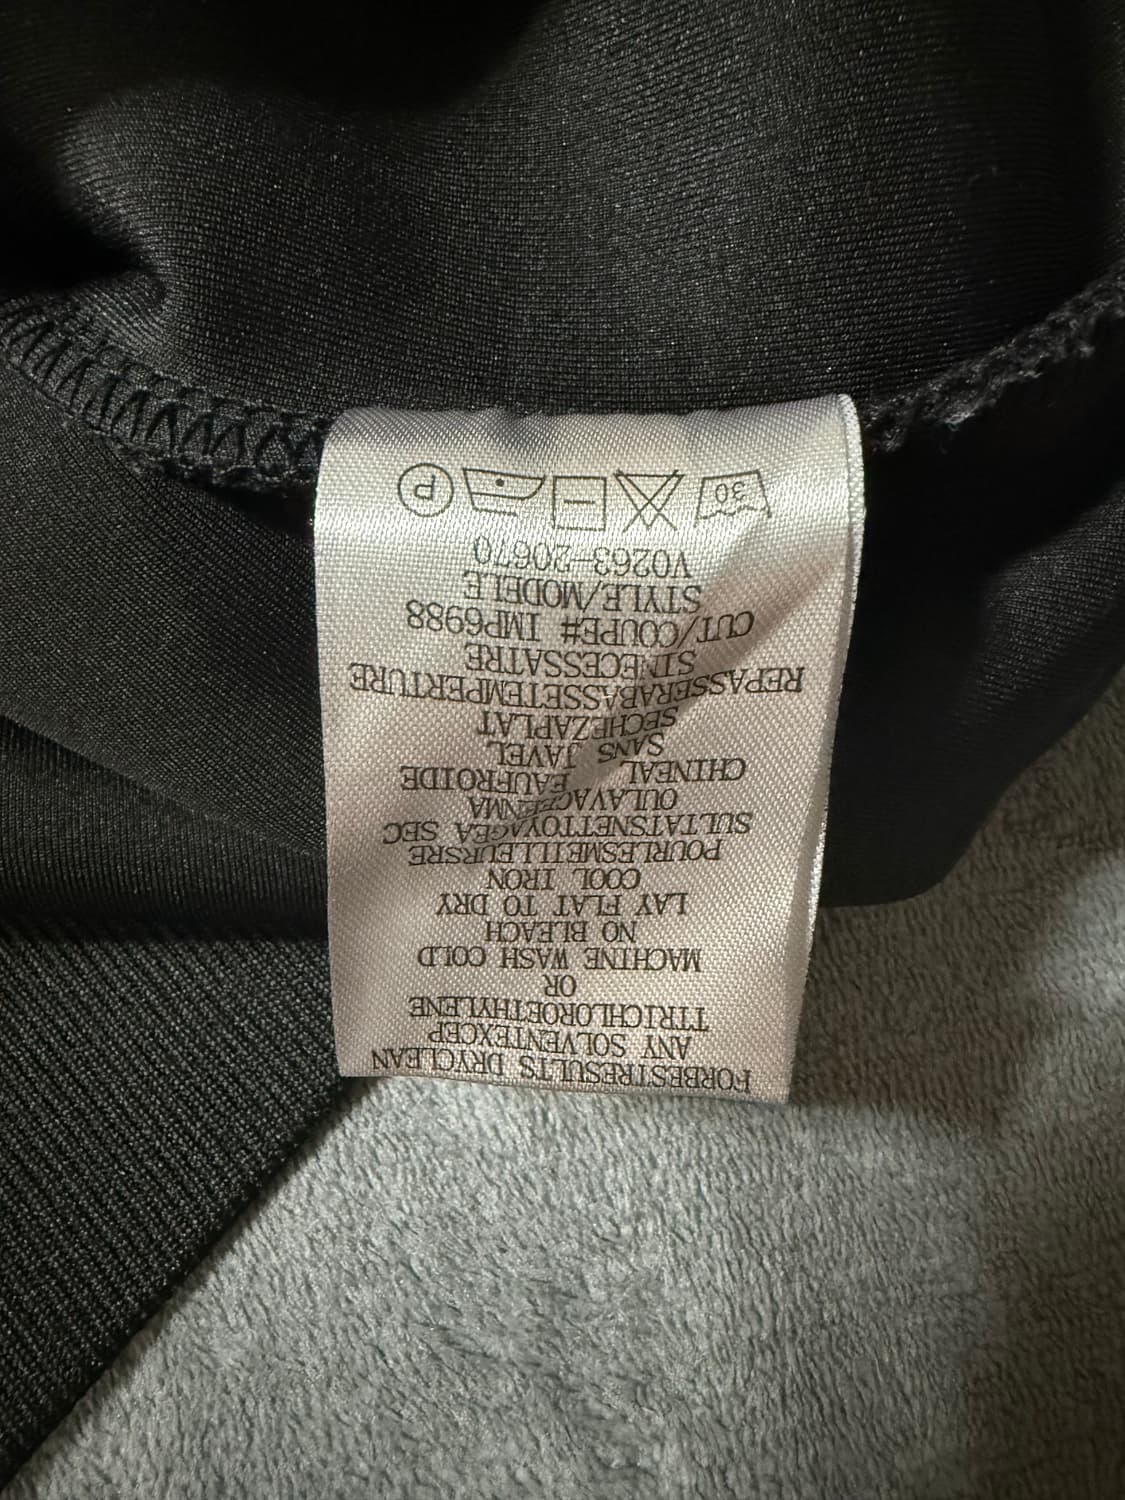 FORBESTRESULTS DRYCLEAN
ANY SOLVENTEXCEP
TTRICHLOROETHYLENE
OR
MACHINE WASH COLD
NO BLEACH
LAY FLAT TO DRY
COOL IRON
POURLESMEILLEURSRE
SULTATSNETTOYAGEA SEC
OULAVAGEENMA
CHINEAL EAUFROIDE
SANS JAVEL
SECHEZAPLAT
REPASSERABASSETEMPERTURE
SINECESSATRE
CUT/COUPE# IMP6988
STYLE/MODELE
V0263-20670
30 P